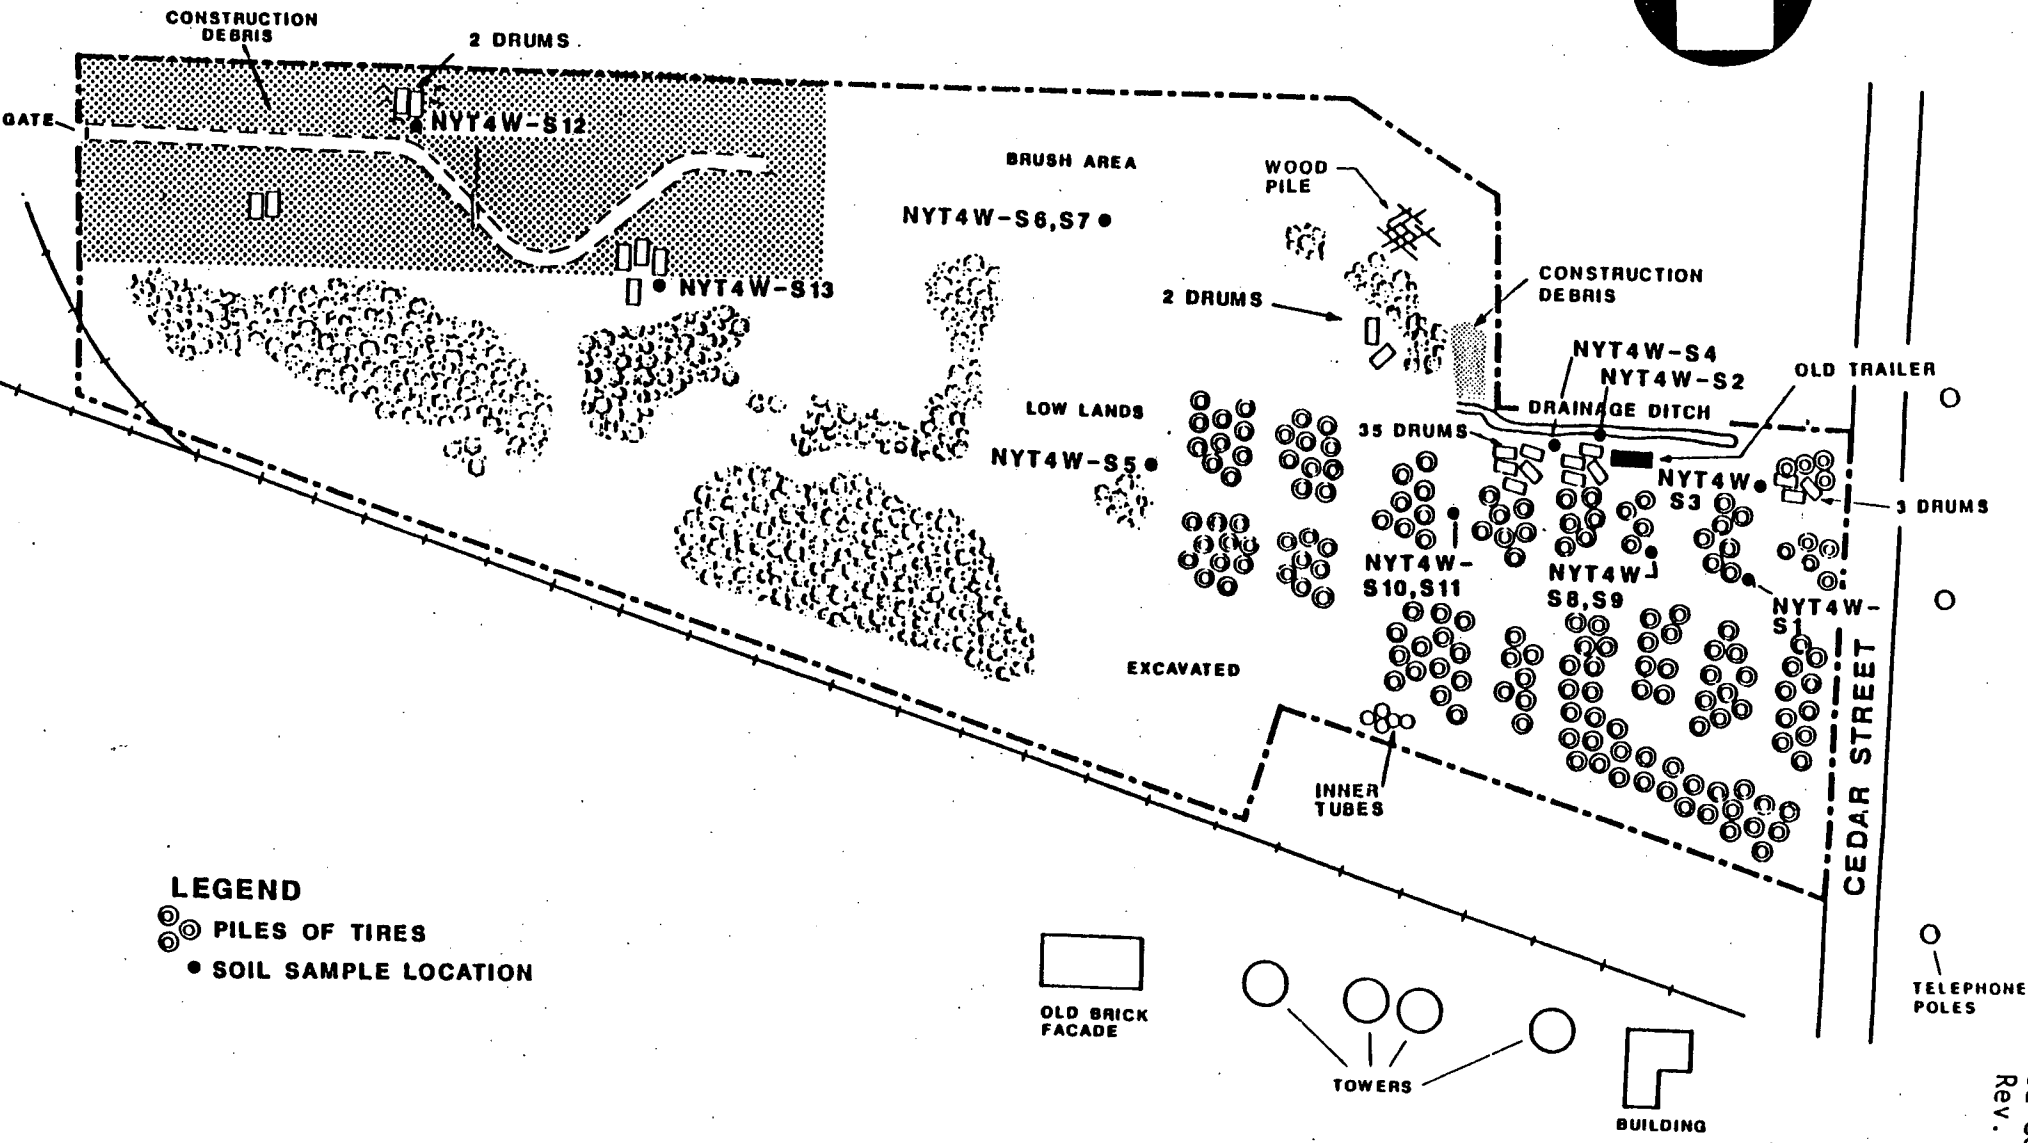 CONSTRUCTION
DEBRIS
2 DRUMS
GATE
NYT4W-S12
BRUSH AREA
WOOD
PILE
NYT4W-S6,S7
CONSTRUCTION
DEBRIS
NYT4W-S13
2 DRUMS
NYT4W-S4
NYT4W-S2
OLD TRAILER
LOW LANDS
DRAINAGE DITCH
35 DRUMS
NYT4W-S5
NYT4W
S3
3 DRUMS
NYT4W-
S10,S11
NYT4W-
S8,S9
NYT4W-
S1
EXCAVATED
CEDAR STREET
INNER
TUBES
LEGEND
PILES OF TIRES
SOIL SAMPLE LOCATION
OLD BRICK
FACADE
TOWERS
BUILDING
TELEPHONE
POLES
Rev.